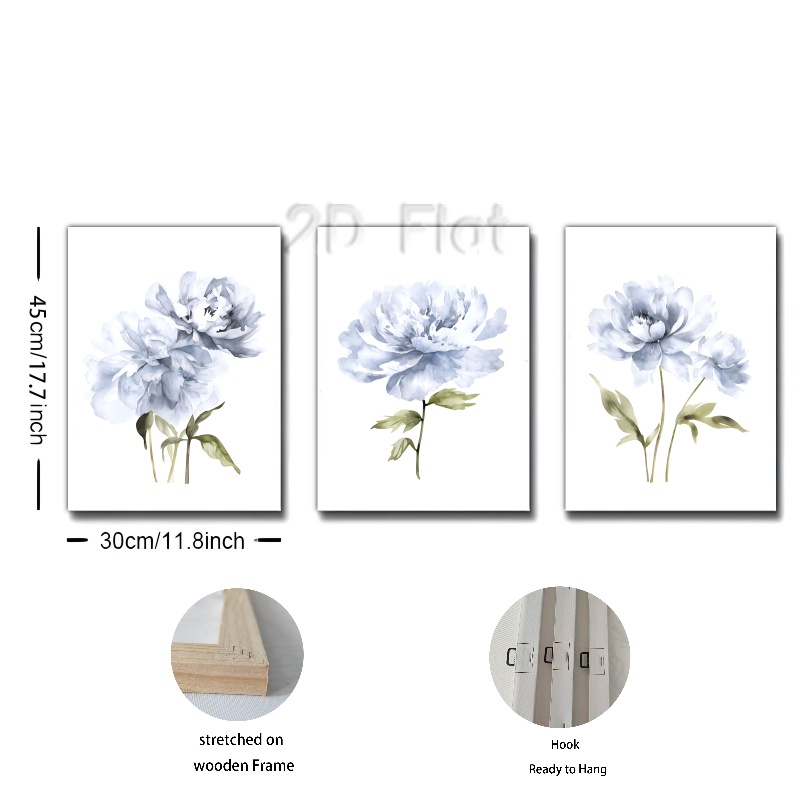 2D Flat
45cm/17.7inch
30cm/11.8inch
stretched on
wooden Frame
Hook
Ready to Hang